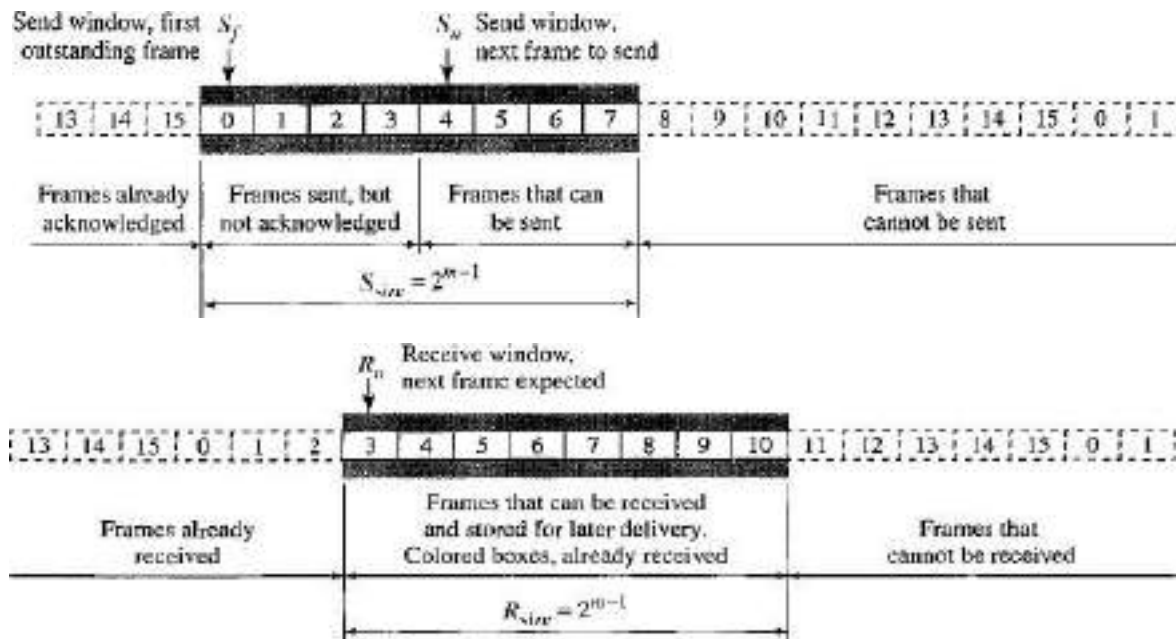 Send window, first S_f S_n Send window,
outstanding frame next frame to send
13 14 15 0 1 2 3 4 5 6 7 8 9 10 11 12 13 14 15 0 1
Frames already Frames sent, but Frames that can Frames that
acknowledged not acknowledged be sent cannot be sent
S_size = 2^m-1
R_n Receive window,
next frame expected
13 14 15 0 1 2 3 4 5 6 7 8 9 10 11 12 13 14 15 0 1
Frames that can be received
Frames already and stored for later delivery. Frames that
received Colored boxes, already received cannot be received
R_size = 2^m-1